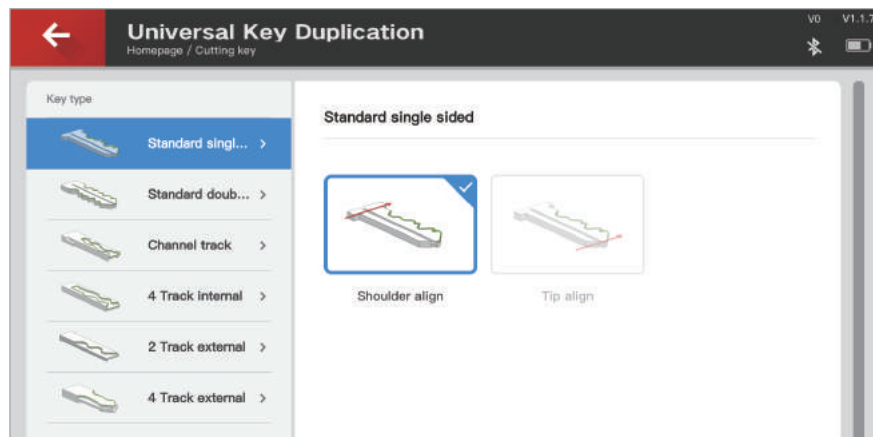 Universal Key Duplication
V0 V1.1.7
Homepage / Cutting key
Key type
Standard single sided
Standard singl...
Standard doub...
Channel track
4 Track internal
2 Track external
4 Track external
Shoulder align
Tip align